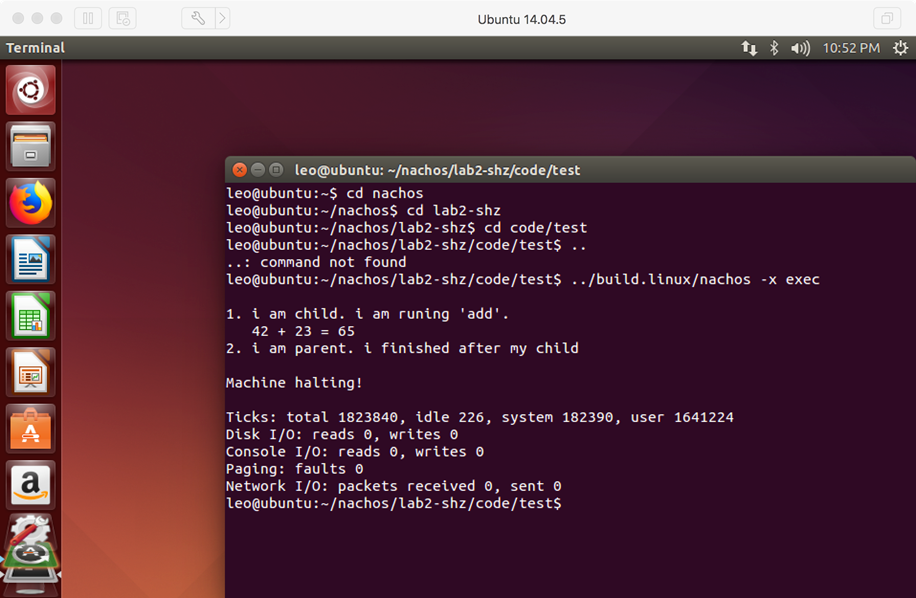 Ubuntu 14.04.5
Terminal
10:52 PM
leo@ubuntu: ~/nachos/lab2-shz/code/test
leo@ubuntu:~$ cd nachos
leo@ubuntu:~/nachos$ cd lab2-shz
leo@ubuntu:~/nachos/lab2-shz$ cd code/test
leo@ubuntu:~/nachos/lab2-shz/code/test$ ..
..: command not found
leo@ubuntu:~/nachos/lab2-shz/code/test$ ../build.linux/nachos -x exec
1. i am child. i am runing 'add'.
42 + 23 = 65
2. i am parent. i finished after my child
Machine halting!
Ticks: total 1823840, idle 226, system 182390, user 1641224
Disk I/O: reads 0, writes 0
Console I/O: reads 0, writes 0
Paging: faults 0
Network I/O: packets received 0, sent 0
leo@ubuntu:~/nachos/lab2-shz/code/test$